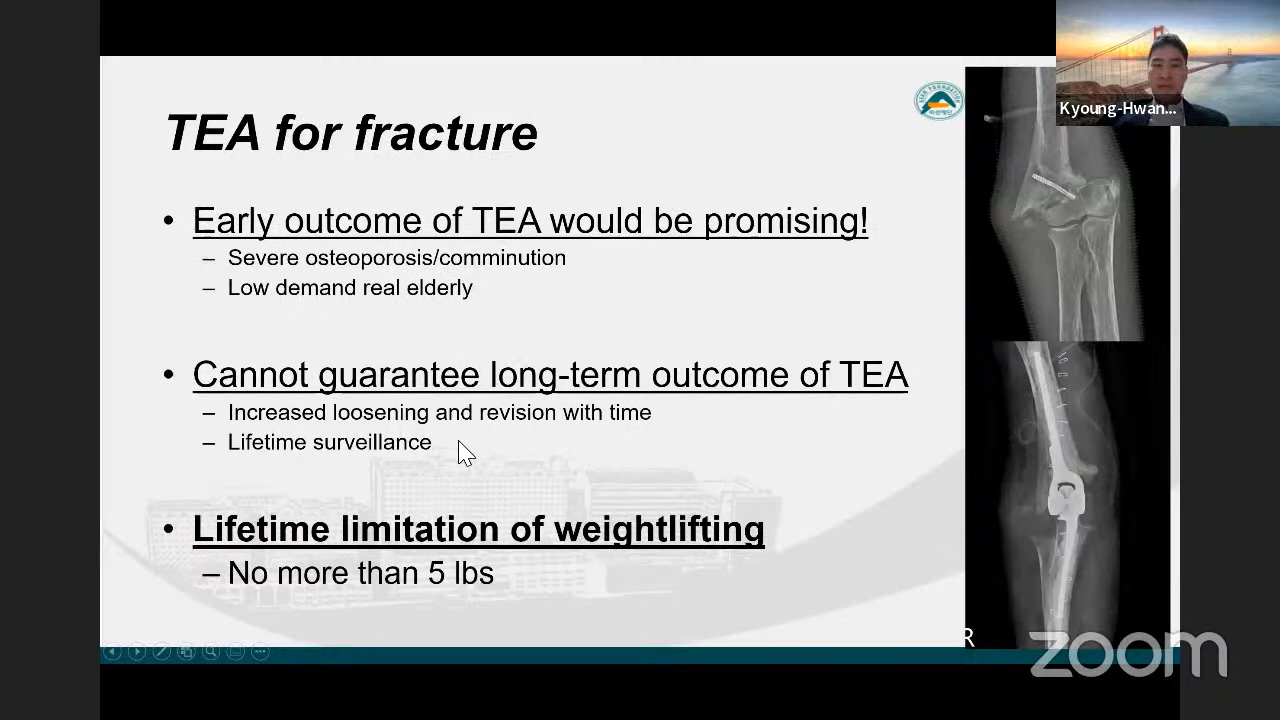 Kyoung-Hwan...
TEA for fracture
• Early outcome of TEA would be promising!
– Severe osteoporosis/comminution
– Low demand real elderly
• Cannot guarantee long-term outcome of TEA
– Increased loosening and revision with time
– Lifetime surveillance
• Lifetime limitation of weightlifting
– No more than 5 lbs
R
zoom